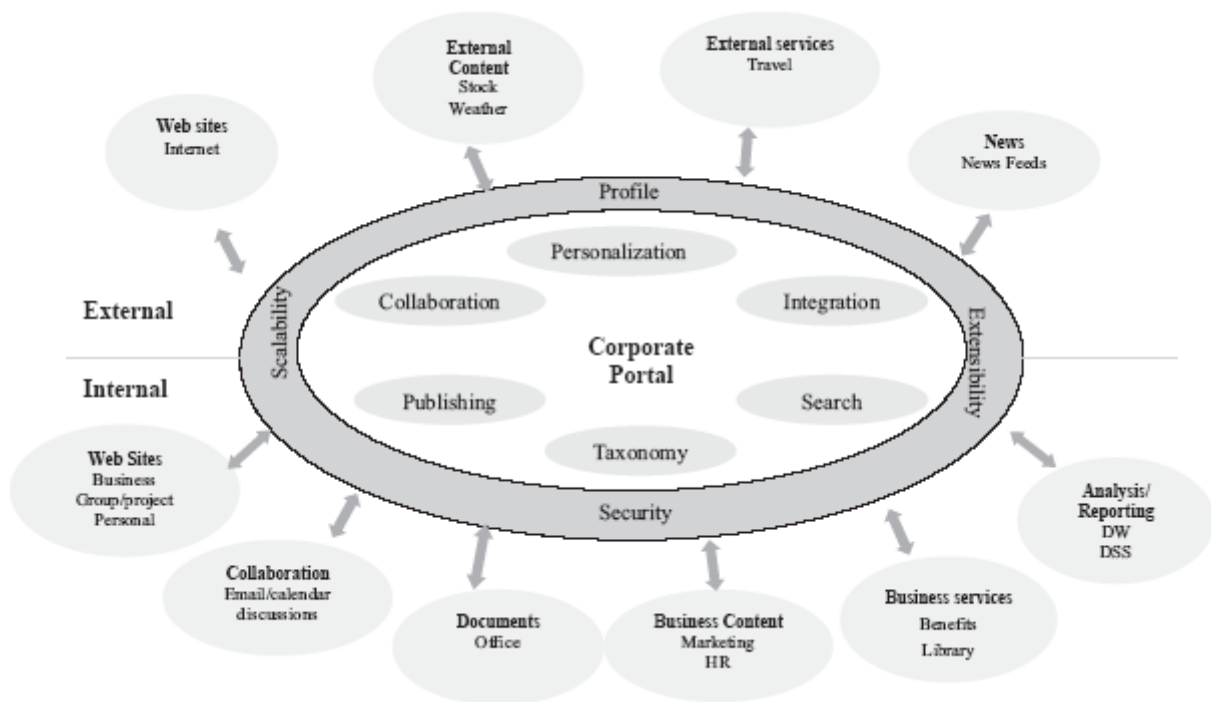 External
Content
Stock
Weather
External services
Travel
Web sites
Internet
News
News Feeds
Profile
Personalization
Collaboration
Integration
Scalability
Extensibility
External
Corporate
Portal
Internal
Publishing
Search
Taxonomy
Security
Web Sites
Business
Group/project
Personal
Analysis/
Reporting
DW
DSS
Collaboration
Email/calendar
discussions
Documents
Office
Business Content
Marketing
HR
Business services
Benefits
Library